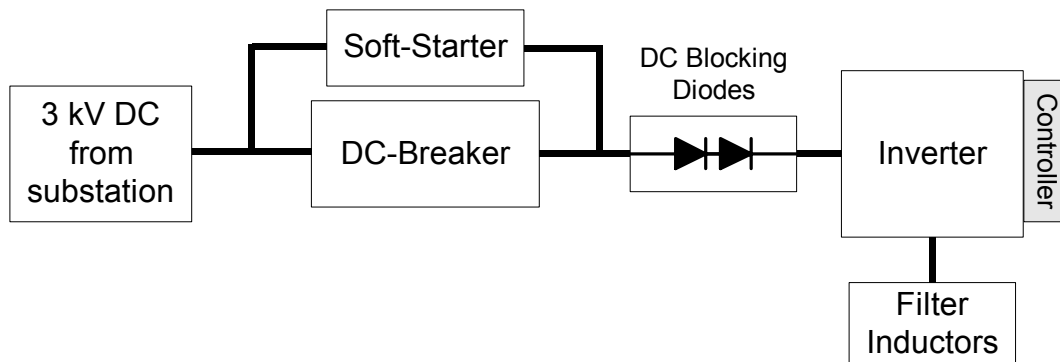 3 kV DC
from
substation
Soft-Starter
DC-Breaker
DC Blocking
Diodes
Inverter
Controller
Filter
Inductors